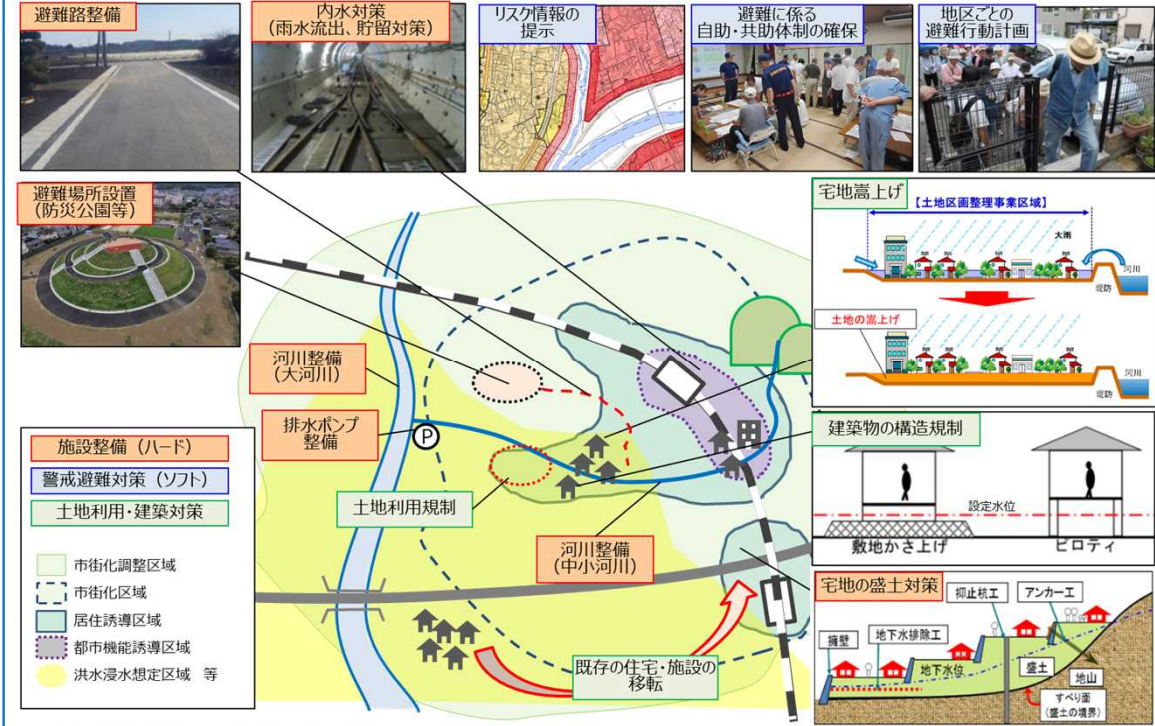 避難路整備
内水対策
(雨水流出、貯留対策)
リスク情報の
提示
避難に係る
自助・共助体制の確保
地区ごとの
避難行動計画
避難場所設置
(防災公園等)
宅地嵩上げ
【土地区画整理事業区域】
大雨
河川
堤防
土地の嵩上げ
河川
堤防
河川整備
(大河川)
排水ポンプ
整備
P
土地利用規制
河川整備
(中小河川)
既存の住宅・施設の
移転
建築物の構造規制
設定水位
敷地かさ上げ
ピロティ
宅地の盛土対策
抑止杭工
アンカー工
擁壁
地下水排除工
地下水位
盛土
地山
すべり面
(盛土の境界)
施設整備(ハード)
警戒避難対策(ソフト)
土地利用・建築対策
市街化調整区域
市街化区域
居住誘導区域
都市機能誘導区域
洪水浸水想定区域 等